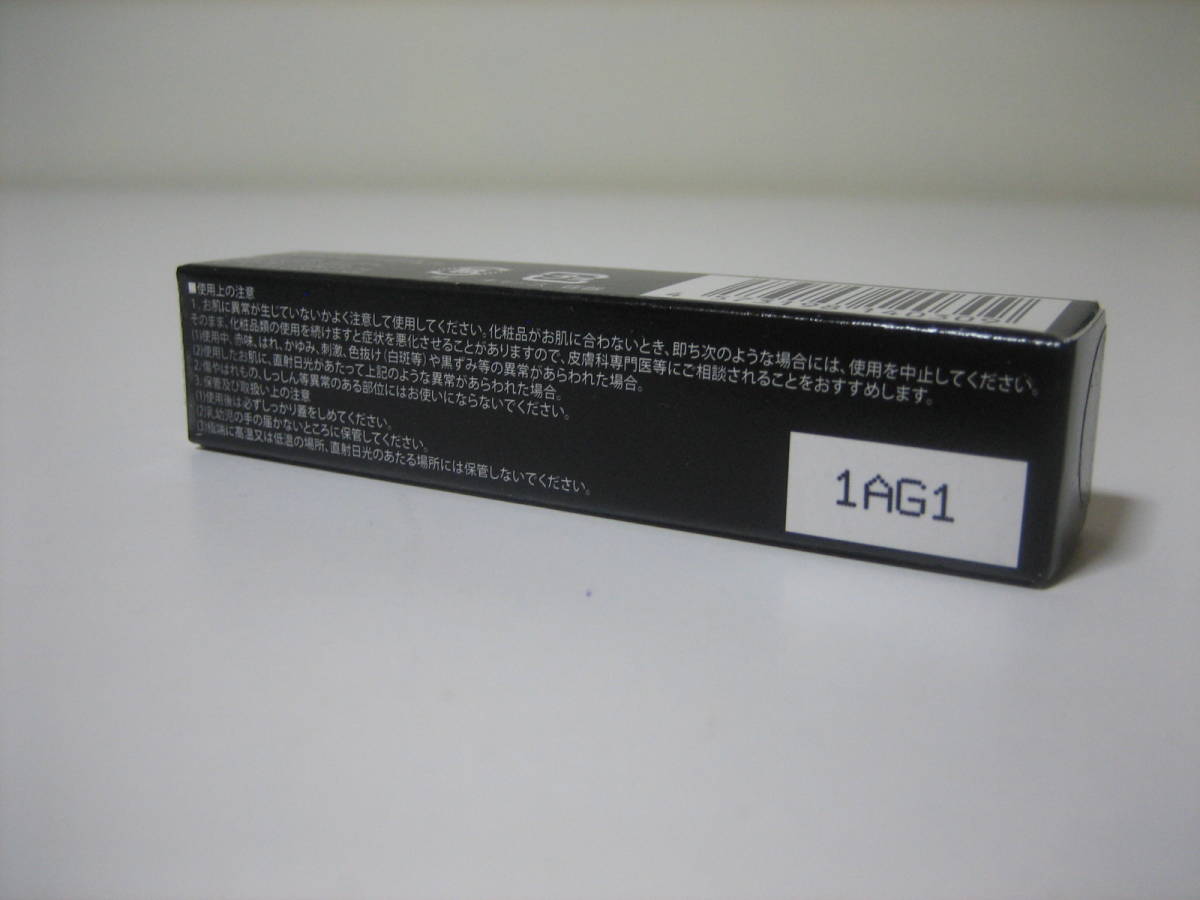 ■使用上の注意
1. お肌に異常が生じていないかよく注意して使用してください。化粧品がお肌に合わないとき、即ち次のような場合には、使用を中止してください。
そのまま、化粧品類の使用を続けますと症状を悪化させることがありますので、皮膚科専門医等にご相談されることをおすすめします。
(1)使用中、赤味、はれ、かゆみ、刺激、色抜け(白斑等)や黒ずみ等の異常があらわれた場合。
(2)使用したお肌に、直射日光があたって上記のような異常があらわれた場合。
2. 傷やはれもの、しっしん等異常のある部位にはお使いにならないでください。
3. 保管及び取扱い上の注意
(1)使用後は必ずしっかり蓋をしめてください。
(2)乳幼児の手の届かないところに保管してください。
(3)極端に高温又は低温の場所、直射日光のあたる場所には保管しないでください。
1AG1